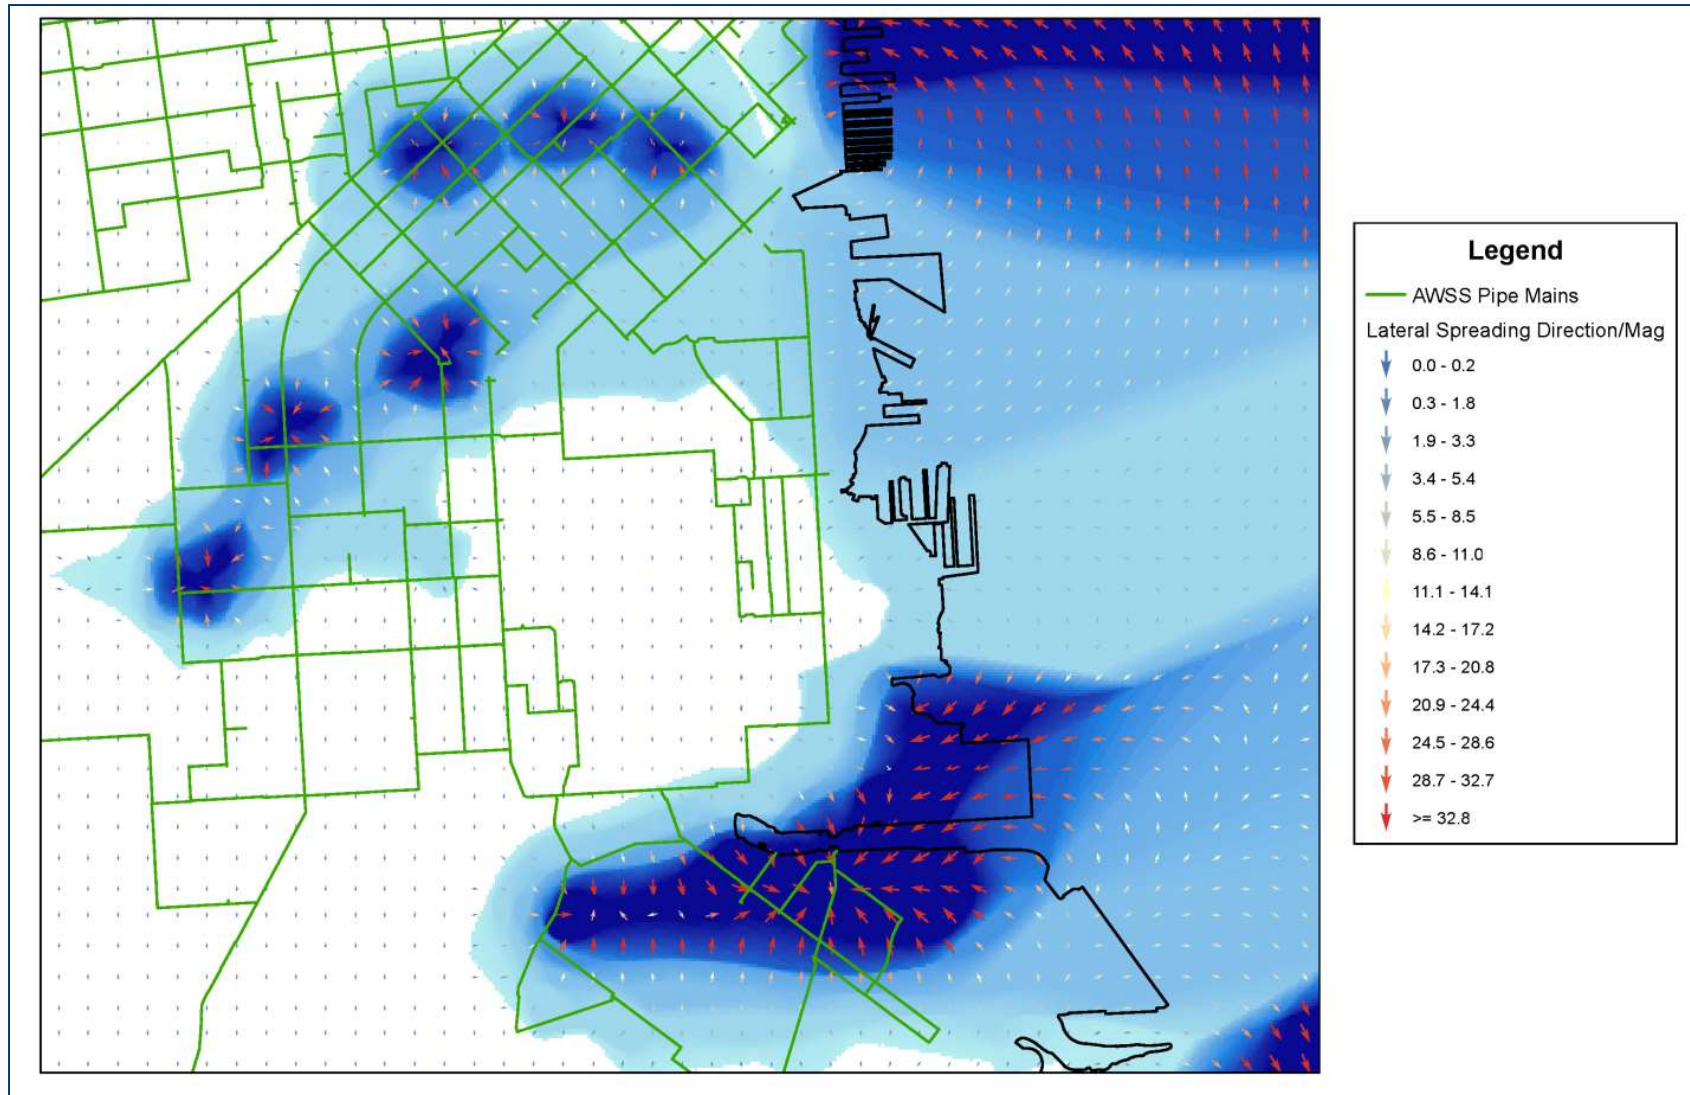 Legend
AWSS Pipe Mains
Lateral Spreading Direction/Mag
0.0 - 0.2
0.3 - 1.8
1.9 - 3.3
3.4 - 5.4
5.5 - 8.5
8.6 - 11.0
11.1 - 14.1
14.2 - 17.2
17.3 - 20.8
20.9 - 24.4
24.5 - 28.6
28.7 - 32.7
>= 32.8